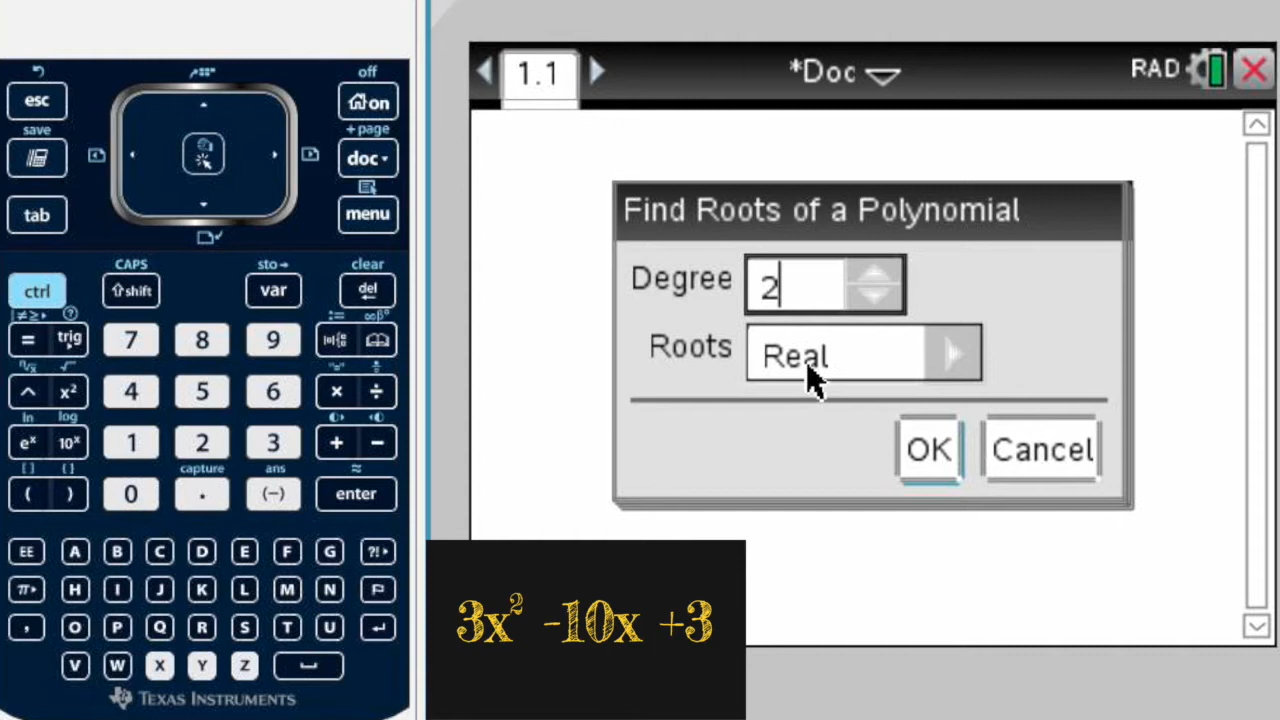 off
esc
on
save
+ page
doc
tab
menu
CAPS
sto→
clear
ctrl
⇧shift
var
del
= trig 7 8 9
^ x² 4 5 6 × ÷
ln log
eˣ 10ˣ 1 2 3 + −
[ ] { } capture ans ≈
( ) 0 . (−) enter
EE A B C D E F G ?!▸
π▸ H I J K L M N
, O P Q R S T U ↵
V W X Y Z
TEXAS INSTRUMENTS
1.1 *Doc RAD
Find Roots of a Polynomial
Degree 2
Roots Real
OK Cancel
3x² -10x +3